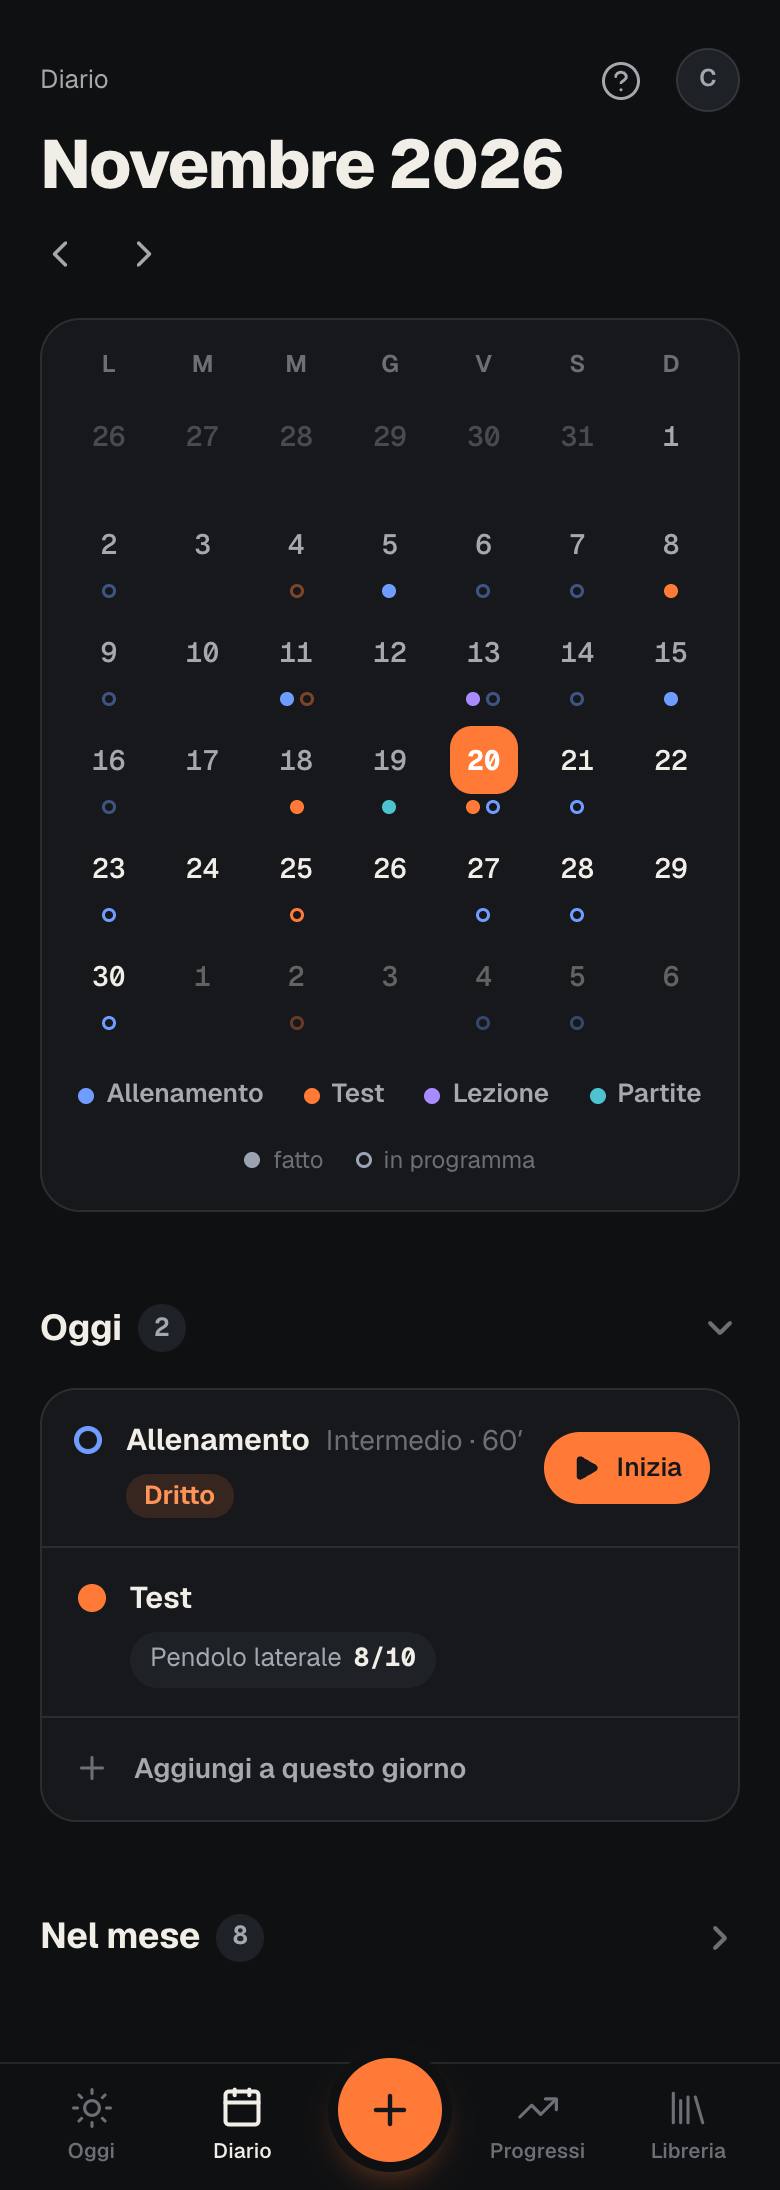 Diario
C
Novembre 2026
L M M G V S D
26 27 28 29 30 31 1
2 3 4 5 6 7 8
9 10 11 12 13 14 15
16 17 18 19 20 21 22
23 24 25 26 27 28 29
30 1 2 3 4 5 6
Allenamento Test Lezione Partite
fatto in programma
Oggi 2
Allenamento Intermedio · 60′
Inizia
Dritto
Test
Pendolo laterale 8/10
Aggiungi a questo giorno
Nel mese 8
Oggi Diario Progressi Libreria